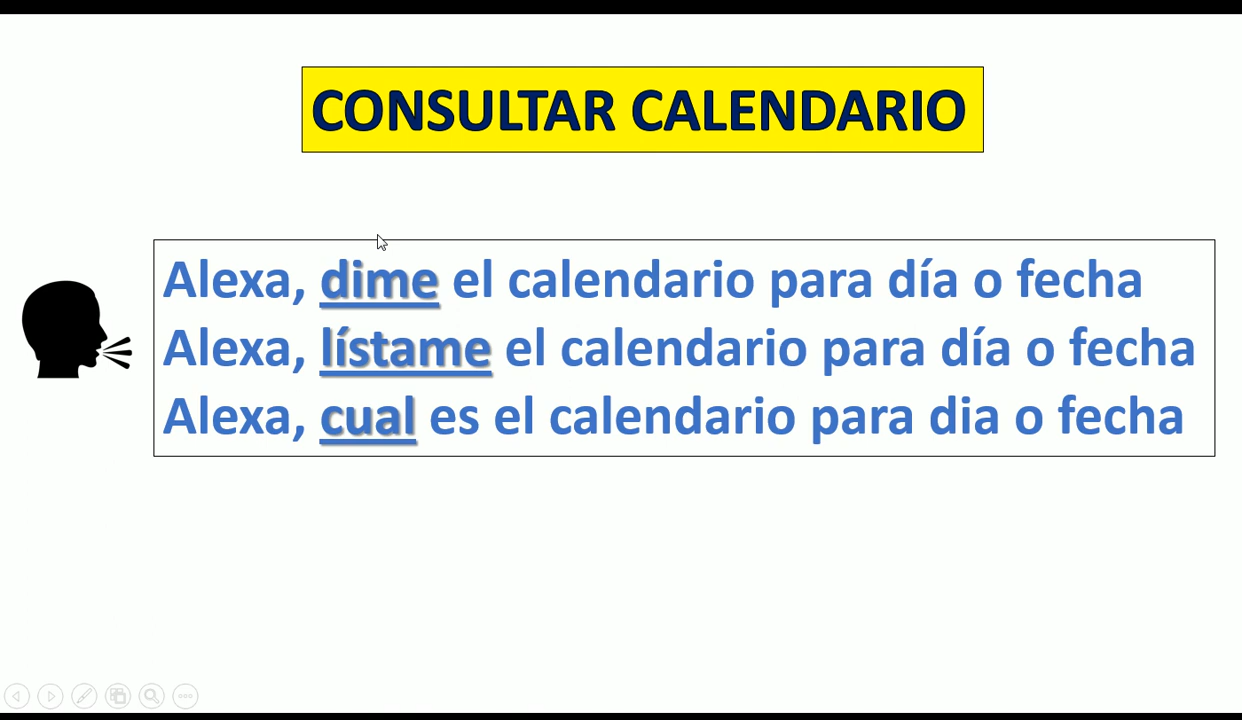 CONSULTAR CALENDARIO
Alexa, dime el calendario para día o fecha
Alexa, lístame el calendario para día o fecha
Alexa, cual es el calendario para dia o fecha